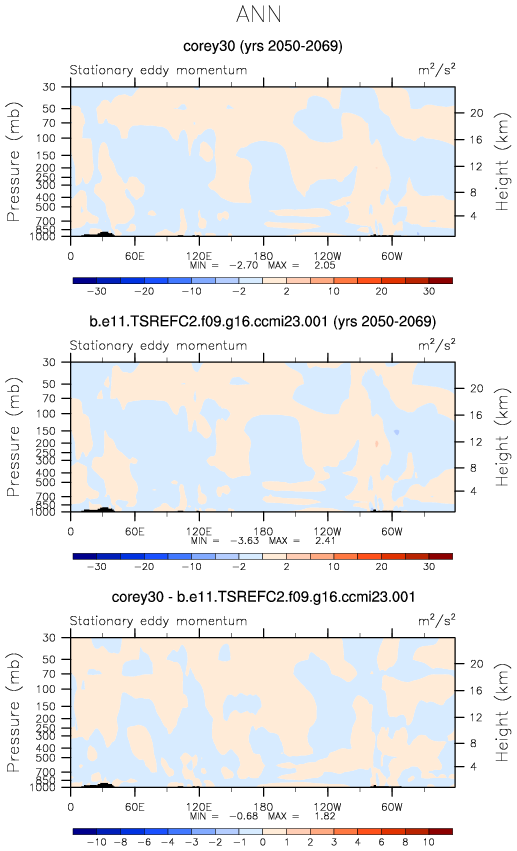 ANN
corey30 (yrs 2050-2069)
Stationary eddy momentum m²/s²
Pressure (mb)
30
50
70
100
150
200
250
300
400
500
700
850
1000
20
16
12
8
4
Height (km)
0 60E 120E 180 120W 60W
MIN = -2.70 MAX = 2.05
-30 -20 -10 -2 2 10 20 30
b.e11.TSREFC2.f09.g16.ccmi23.001 (yrs 2050-2069)
Stationary eddy momentum m²/s²
Pressure (mb)
30
50
70
100
150
200
250
300
400
500
700
850
1000
20
16
12
8
4
Height (km)
0 60E 120E 180 120W 60W
MIN = -3.63 MAX = 2.41
-30 -20 -10 -2 2 10 20 30
corey30 - b.e11.TSREFC2.f09.g16.ccmi23.001
Stationary eddy momentum m²/s²
Pressure (mb)
30
50
70
100
150
200
250
300
400
500
700
850
1000
20
16
12
8
4
Height (km)
0 60E 120E 180 120W 60W
MIN = -0.68 MAX = 1.82
-10 -8 -6 -4 -3 -2 -1 0 1 2 3 4 6 8 10